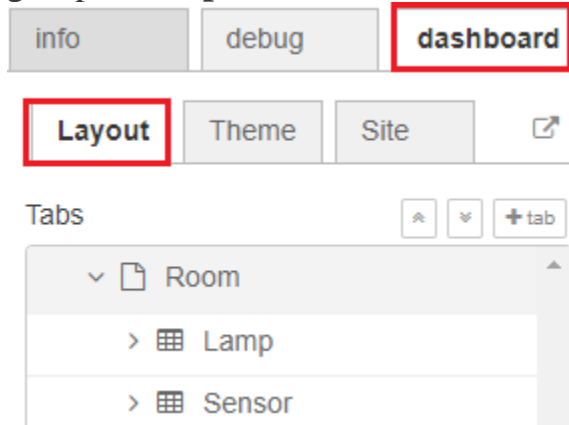 info debug dashboard
Layout Theme Site
Tabs + tab
Room
Lamp
Sensor